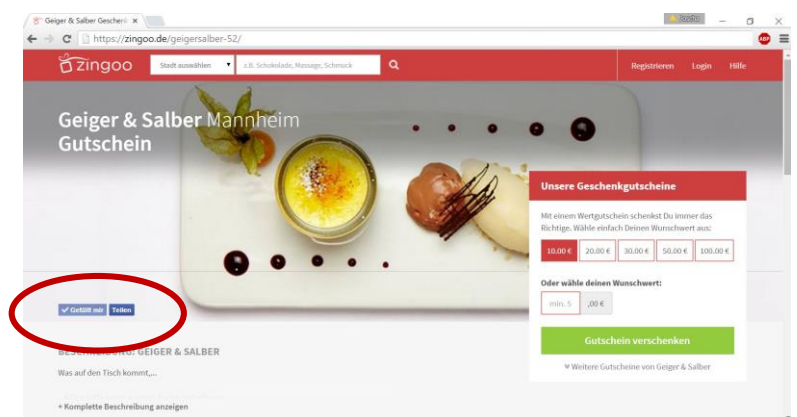 Geiger & Salber Geschenk ×
https://zingoo.de/geigersalber-52/
ABP
zingoo
Stadt auswählen
z.B. Schokolade, Massage, Schmuck
Registrieren Login Hilfe
Geiger & Salber Mannheim
Gutschein
Unsere Geschenkgutscheine
Mit einem Wertgutschein schenkst Du immer das
Richtige. Wähle einfach Deinen Wunschwert aus:
10.00 € 20.00 € 30.00 € 50.00 € 100.00 €
Oder wähle deinen Wunschwert:
min. 5 ,00 €
Gutschein verschenken
Weitere Gutscheine von Geiger & Salber
Gefällt mir Teilen
BESCHREIBUNG: GEIGER & SALBER
Was auf den Tisch kommt,...
+ Komplette Beschreibung anzeigen